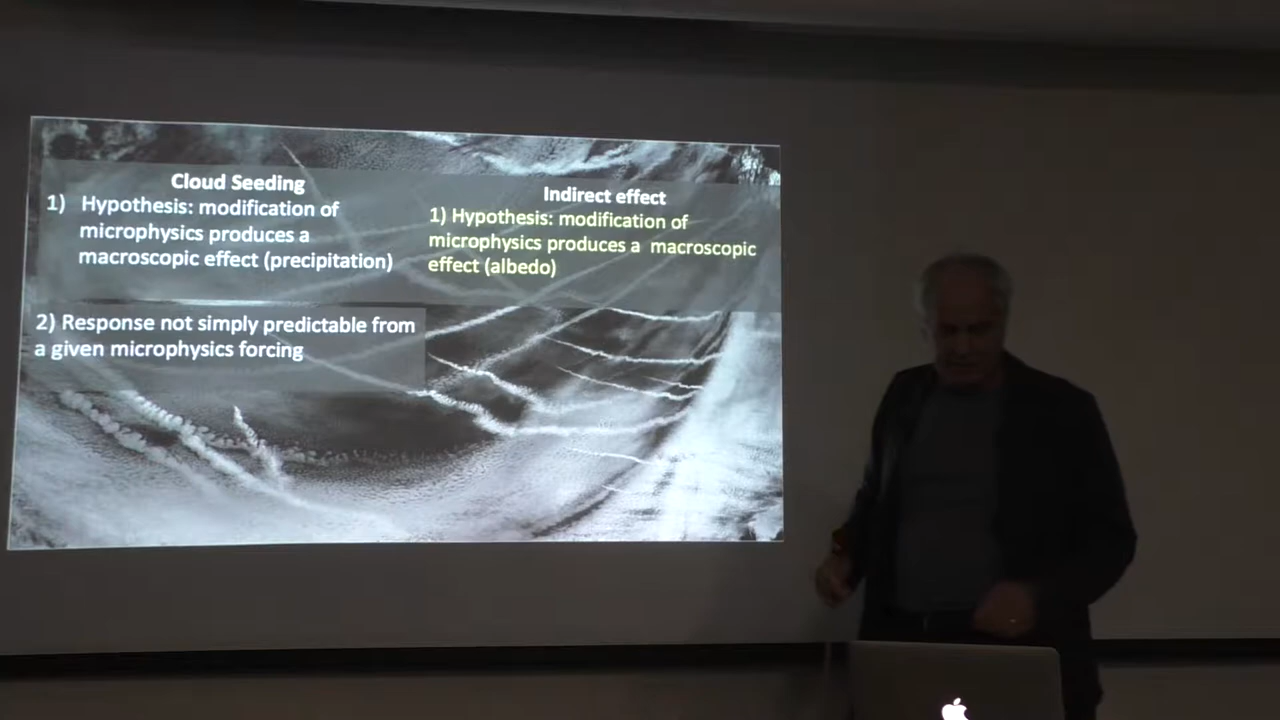 Cloud Seeding
1) Hypothesis: modification of
microphysics produces a
macroscopic effect (precipitation)
Indirect effect
1) Hypothesis: modification of
microphysics produces a macroscopic
effect (albedo)
2) Response not simply predictable from
a given microphysics forcing